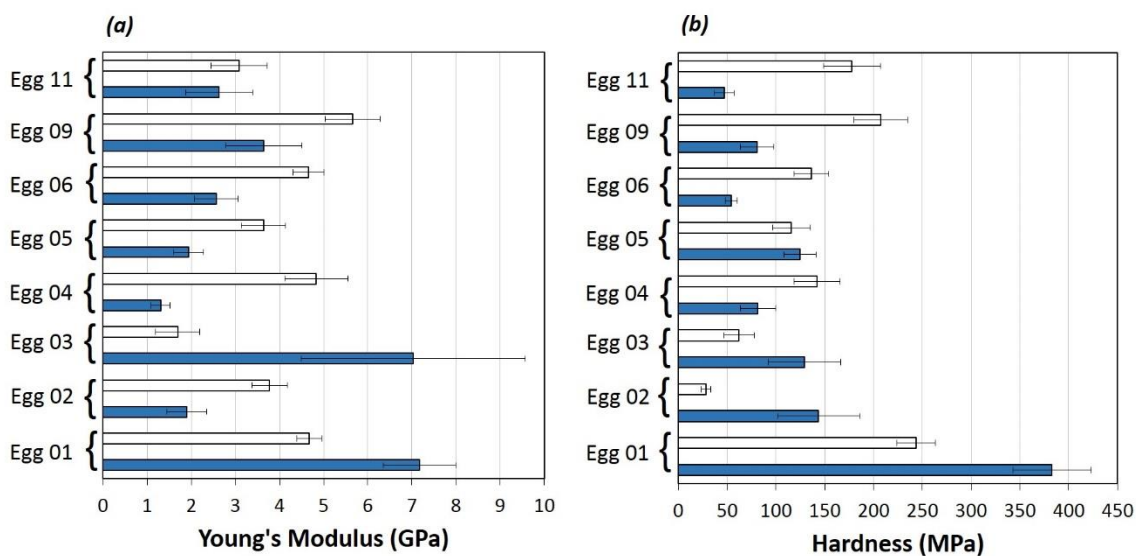 (a)
Egg 11 {
Egg 09 {
Egg 06 {
Egg 05 {
Egg 04 {
Egg 03 {
Egg 02 {
Egg 01 {
0 1 2 3 4 5 6 7 8 9 10
Young's Modulus (GPa)
(b)
Egg 11 {
Egg 09 {
Egg 06 {
Egg 05 {
Egg 04 {
Egg 03 {
Egg 02 {
Egg 01 {
0 50 100 150 200 250 300 350 400 450
Hardness (MPa)